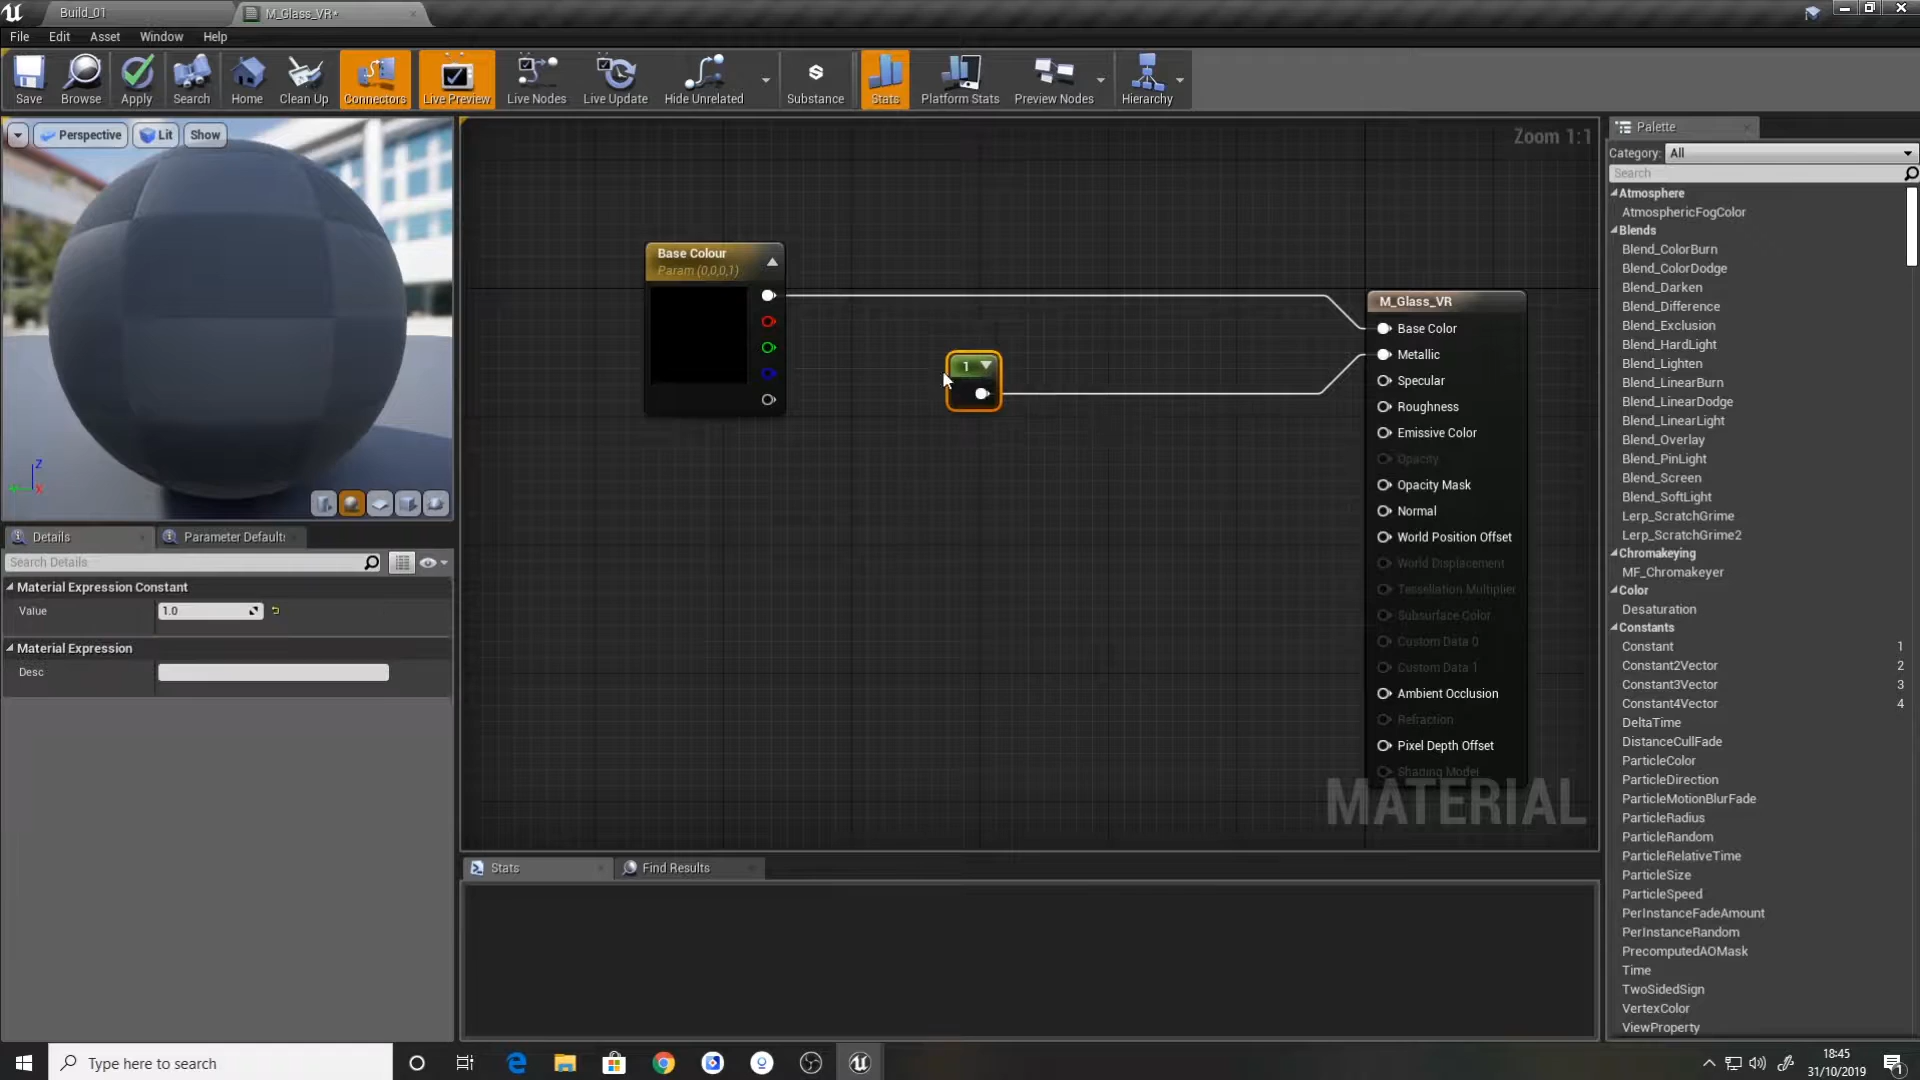 Build_01
M_Glass_VR*
File Edit Asset Window Help
Save Browse Apply Search Home Clean Up Connectors Live Preview Live Nodes Live Update Hide Unrelated Substance Stats Platform Stats Preview Nodes Hierarchy
Perspective Lit Show
Z
X
Zoom 1:1
Base Colour
Param (0,0,0,1)
1
M_Glass_VR
Base Color
Metallic
Specular
Roughness
Emissive Color
Opacity
Opacity Mask
Normal
World Position Offset
World Displacement
Tessellation Multiplier
Subsurface Color
Custom Data 0
Custom Data 1
Ambient Occlusion
Refraction
Pixel Depth Offset
Shading Model
MATERIAL
Details
Parameter Defaults
Search Details
Material Expression Constant
Value 1.0
Material Expression
Desc
Stats
Find Results
Palette
Category: All
Search
Atmosphere
AtmosphericFogColor
Blends
Blend_ColorBurn
Blend_ColorDodge
Blend_Darken
Blend_Difference
Blend_Exclusion
Blend_HardLight
Blend_Lighten
Blend_LinearBurn
Blend_LinearDodge
Blend_LinearLight
Blend_Overlay
Blend_PinLight
Blend_Screen
Blend_SoftLight
Lerp_ScratchGrime
Lerp_ScratchGrime2
Chromakeying
MF_Chromakeyer
Color
Desaturation
Constants
Constant 1
Constant2Vector 2
Constant3Vector 3
Constant4Vector 4
DeltaTime
DistanceCullFade
ParticleColor
ParticleDirection
ParticleMotionBlurFade
ParticleRadius
ParticleRandom
ParticleRelativeTime
ParticleSize
ParticleSpeed
PerInstanceFadeAmount
PerInstanceRandom
PrecomputedAOMask
Time
TwoSidedSign
VertexColor
ViewProperty
Type here to search
18:45
31/10/2019
1